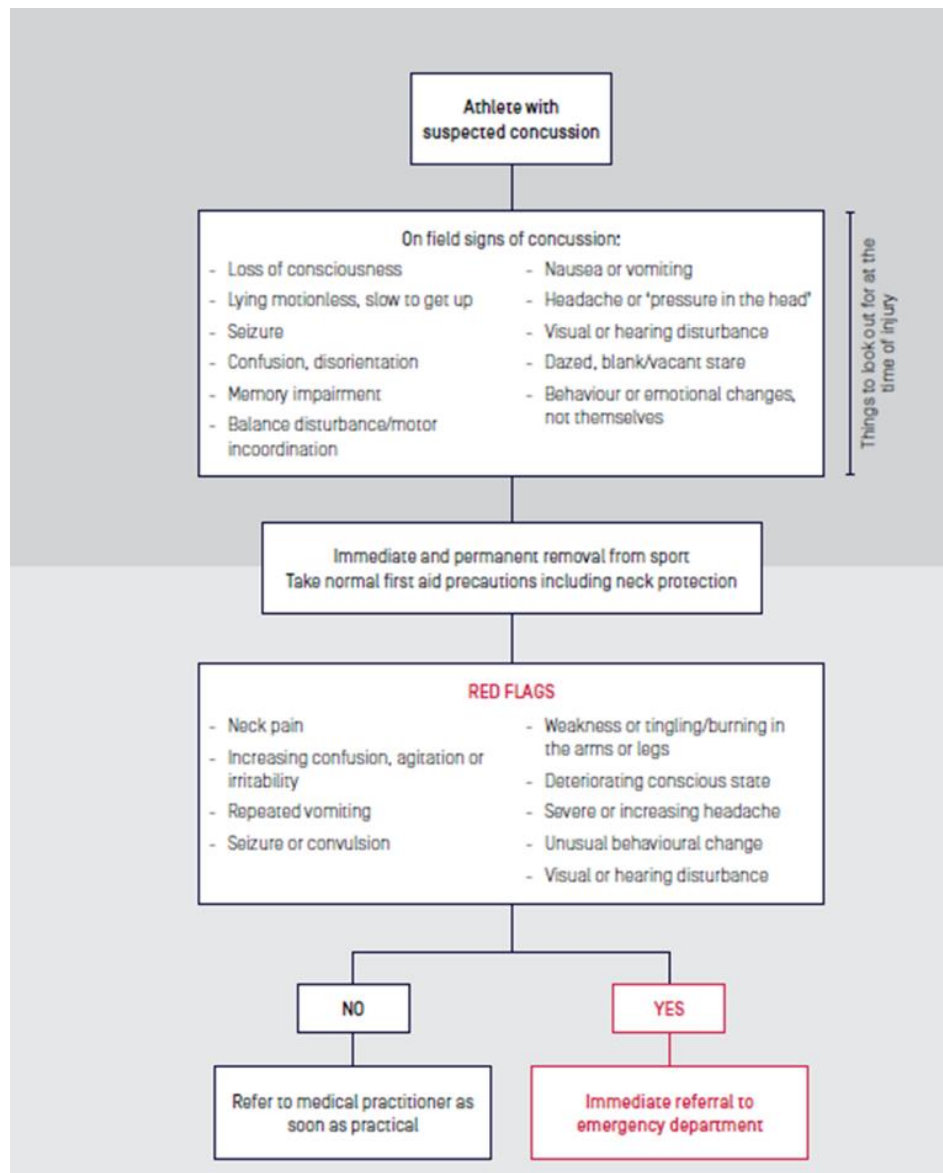 Athlete with
suspected concussion
On field signs of concussion:
- Loss of consciousness
- Lying motionless, slow to get up
- Seizure
- Confusion, disorientation
- Memory impairment
- Balance disturbance/motor
incoordination
- Nausea or vomiting
- Headache or ‘pressure in the head’
- Visual or hearing disturbance
- Dazed, blank/vacant stare
- Behaviour or emotional changes,
not themselves
Things to look out for at the
time of injury
Immediate and permanent removal from sport
Take normal first aid precautions including neck protection
RED FLAGS
- Neck pain
- Increasing confusion, agitation or
irritability
- Repeated vomiting
- Seizure or convulsion
- Weakness or tingling/burning in
the arms or legs
- Deteriorating conscious state
- Severe or increasing headache
- Unusual behavioural change
- Visual or hearing disturbance
NO
YES
Refer to medical practitioner as
soon as practical
Immediate referral to
emergency department